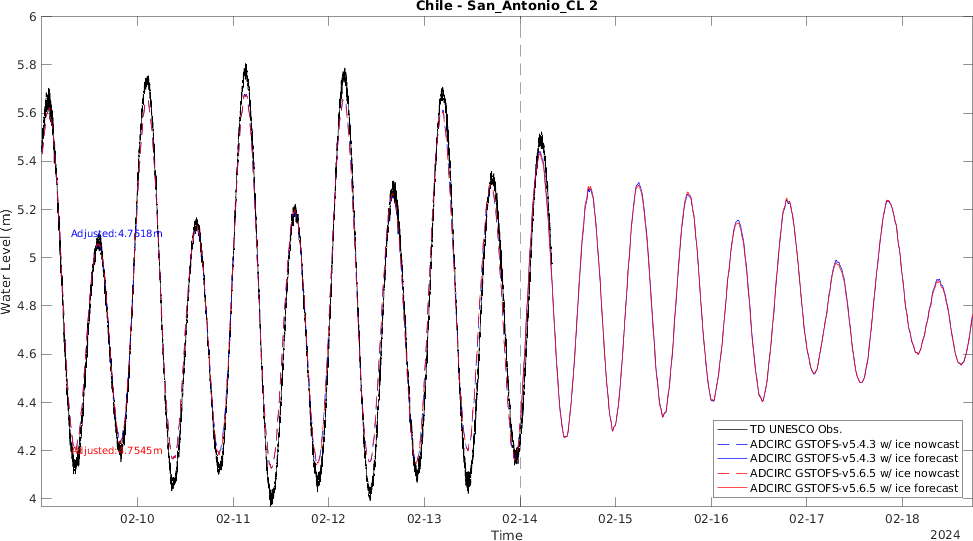 Chile - San_Antonio_CL 2
6
5.8
5.6
5.4
5.2
5
4.8
4.6
4.4
4.2
4
Water Level (m)
Adjusted:4.7518m
Adjusted:4.7545m
TD UNESCO Obs.
ADCIRC GSTOFS-v5.4.3 w/ ice nowcast
ADCIRC GSTOFS-v5.4.3 w/ ice forecast
ADCIRC GSTOFS-v5.6.5 w/ ice nowcast
ADCIRC GSTOFS-v5.6.5 w/ ice forecast
02-10 02-11 02-12 02-13 02-14 02-15 02-16 02-17 02-18
Time
2024